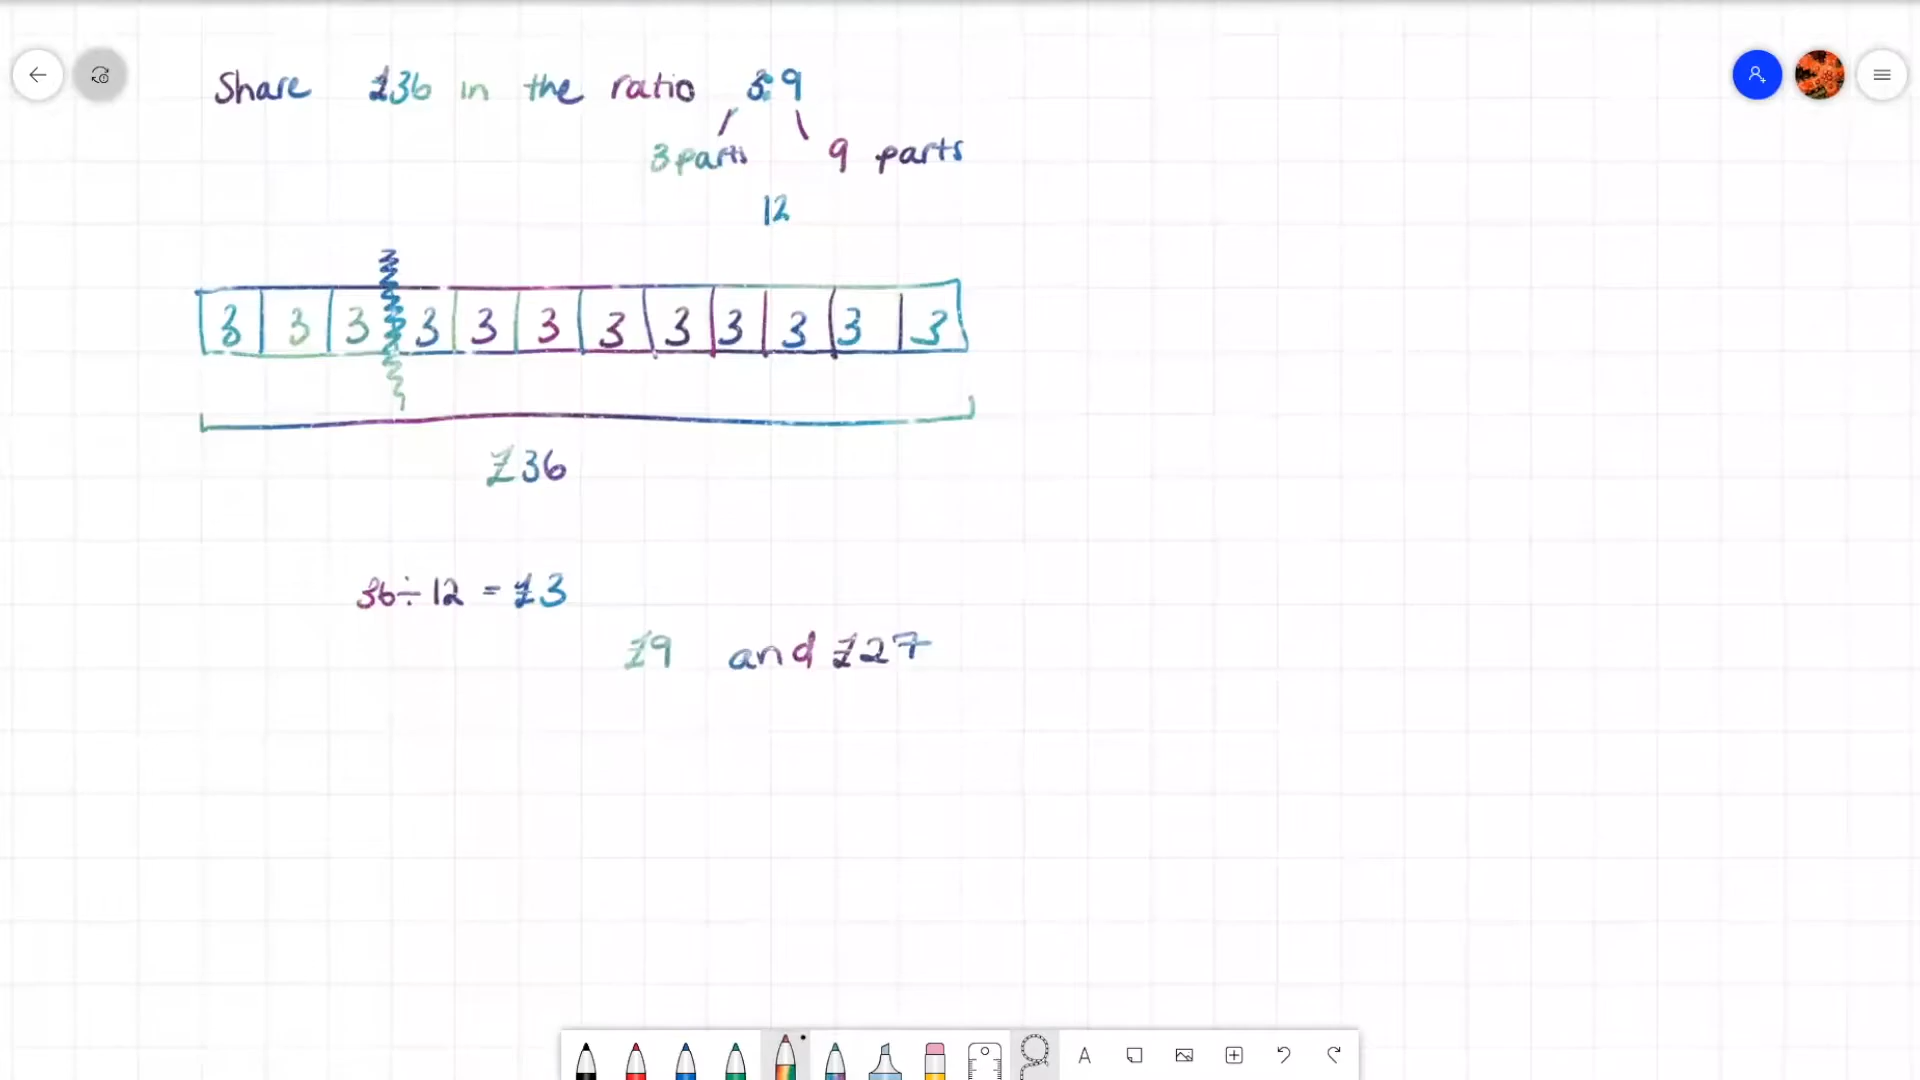 Share £36 in the ratio 3:9
3 parts 9 parts
12
3 3 3 3 3 3 3 3 3 3 3 3
£36
36÷12 = £3
£9 and £27
A